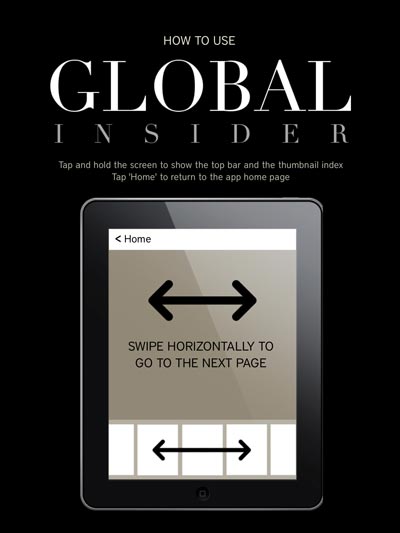 HOW TO USE
GLOBAL
INSIDER
Tap and hold the screen to show the top bar and the thumbnail index
Tap 'Home' to return to the app home page
< Home
SWIPE HORIZONTALLY TO
GO TO THE NEXT PAGE